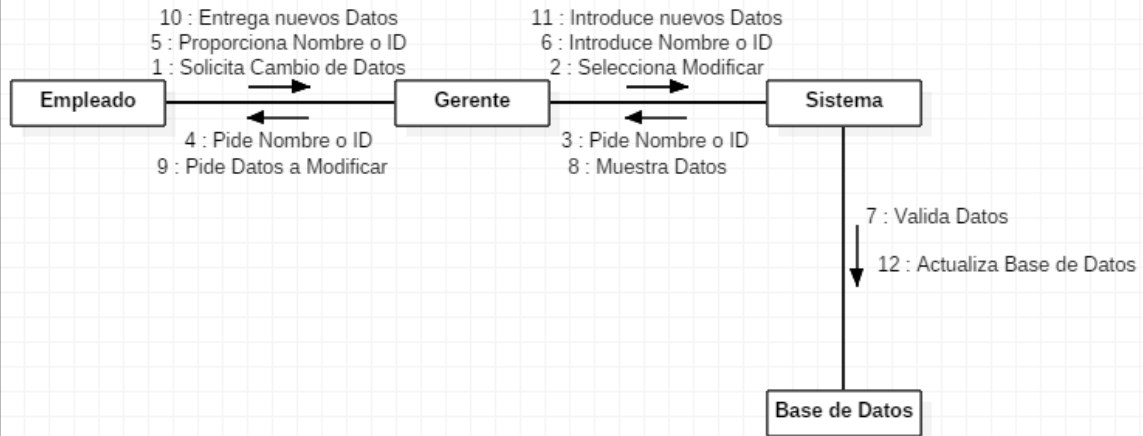 10 : Entrega nuevos Datos
5 : Proporciona Nombre o ID
1 : Solicita Cambio de Datos
11 : Introduce nuevos Datos
6 : Introduce Nombre o ID
2 : Selecciona Modificar
Empleado
Gerente
Sistema
4 : Pide Nombre o ID
9 : Pide Datos a Modificar
3 : Pide Nombre o ID
8 : Muestra Datos
7 : Valida Datos
12 : Actualiza Base de Datos
Base de Datos